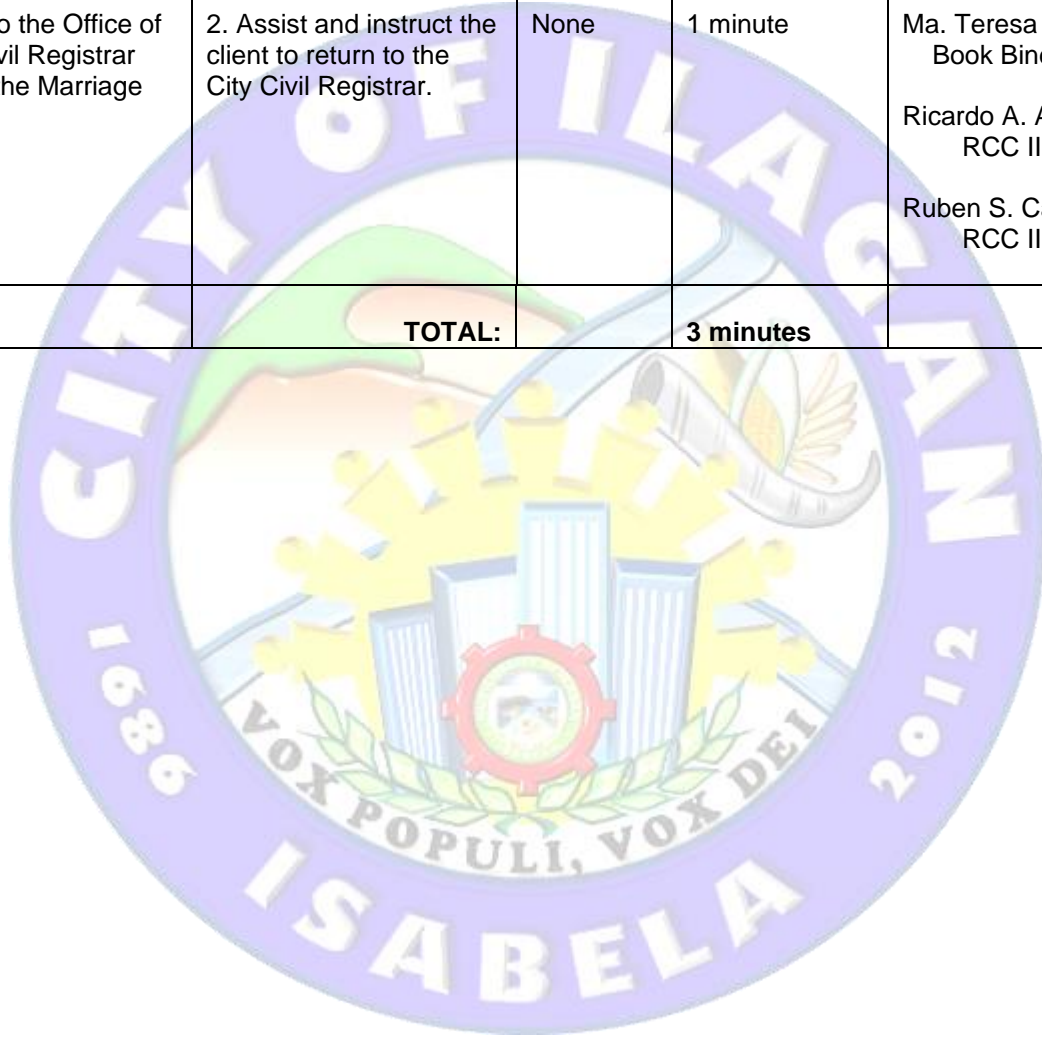 o the Office of
vil Registrar
he Marriage
2. Assist and instruct the
client to return to the
City Civil Registrar.
None
1 minute
Ma. Teresa
Book Bin
Ricardo A.
RCC II
Ruben S.
RCC II
TOTAL:
3 minutes
CITY OF ILAGAN
1686
2012
VOX POPULI, VOX DEI
ISABELA